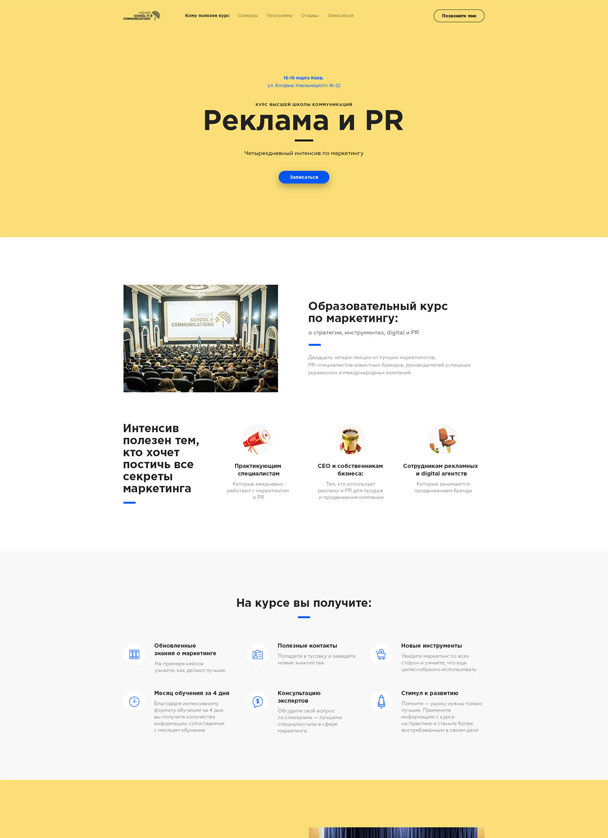 HIGHER
SCHOOL OF
COMMUNICATIONS
Кому полезен курс
Спикеры
Программа
Отзывы
Записаться
Позвоните мне
16-19 марта Киев,
ул. Богдана Хмельницкого 16-22
КУРС ВЫСШЕЙ ШКОЛЫ КОММУНИКАЦИЙ
Реклама и PR
Четырехдневный интенсив по маркетингу
Записаться
HIGHER
SCHOOL OF
COMMUNICATIONS
Образовательный курс
по маркетингу:
о стратегии, инструментах, digital и PR
Двадцать четыре лекции от лучших маркетологов,
PR-специалистов известных брендов, руководителей успешных
украинских и международных компаний.
Интенсив
полезен тем,
кто хочет
постичь все
секреты
маркетинга
Практикующим
специалистам
Которые ежедневно
работают с маркетингом
и PR
CEO и собственникам
бизнеса:
Тем, кто использует
рекламу и PR для продаж
и продвижения компании
Сотрудникам рекламных
и digital агентств
Которые занимаются
продвижением бренда
На курсе вы получите:
Обновленные
знания о маркетинге
На примере кейсов
узнаете, как делают лучшие
Полезные контакты
Попадете в тусовку и заведете
новые знакомства
Новые инструменты
Увидите маркетинг со всех
сторон и узнаете, что еще
целесообразно использовать
Месяц обучения за 4 дня
Благодаря интенсивному
формату обучения за 4 дня
вы получите количество
информации, сопоставимое
с месяцем обучения
Консультацию
экспертов
Обсудите свой вопрос
со спикерами — лучшими
специалистами в сфере
маркетинга
Стимул к развитию
Помните — рынку нужны только
лучшие. Примените
информацию с курса
на практике и станьте более
востребованным в своем деле